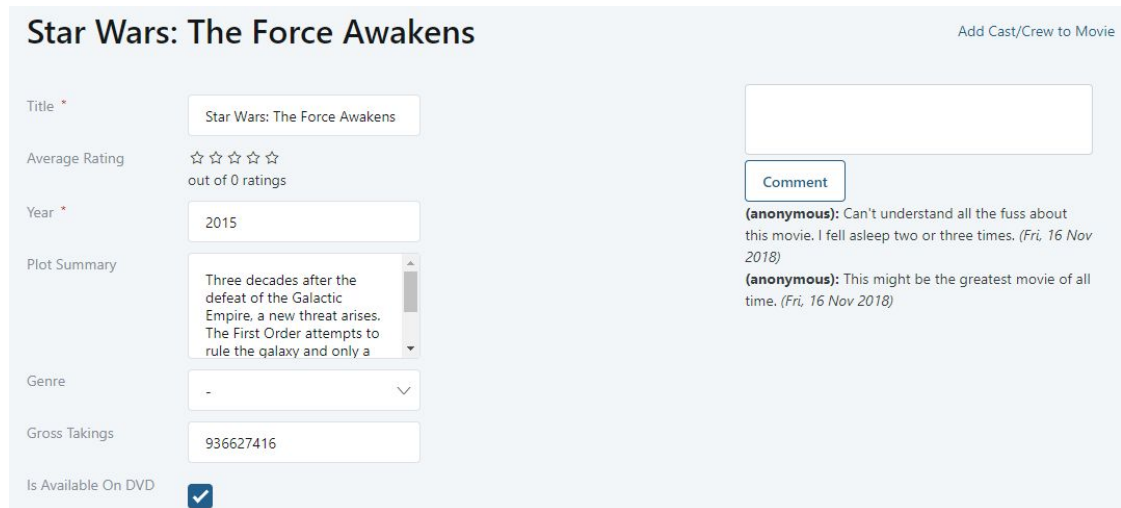 Star Wars: The Force Awakens
Add Cast/Crew to Movie
Title *
Star Wars: The Force Awakens
Average Rating
out of 0 ratings
Year *
2015
Plot Summary
Three decades after the
defeat of the Galactic
Empire, a new threat arises.
The First Order attempts to
rule the galaxy and only a
Genre
-
Gross Takings
936627416
Is Available On DVD
Comment
(anonymous): Can't understand all the fuss about
this movie. I fell asleep two or three times. (Fri, 16 Nov
2018)
(anonymous): This might be the greatest movie of all
time. (Fri, 16 Nov 2018)